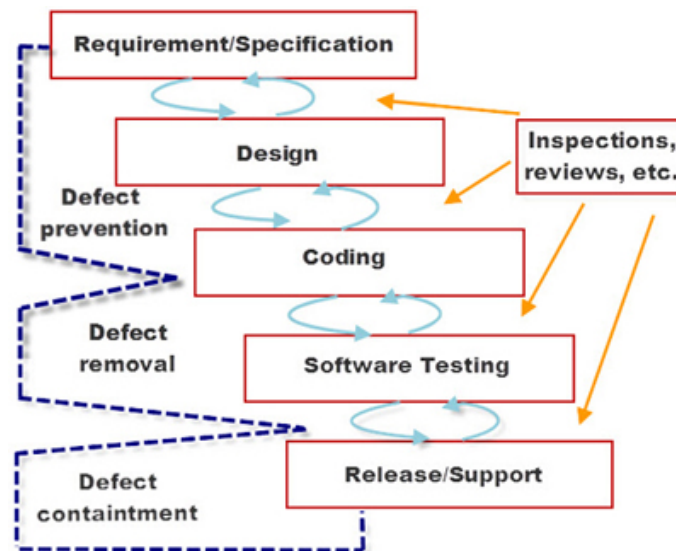 Requirement/Specification
Design
Inspections,
reviews, etc.
Defect
prevention
Coding
Defect
removal
Software Testing
Release/Support
Defect
containtment